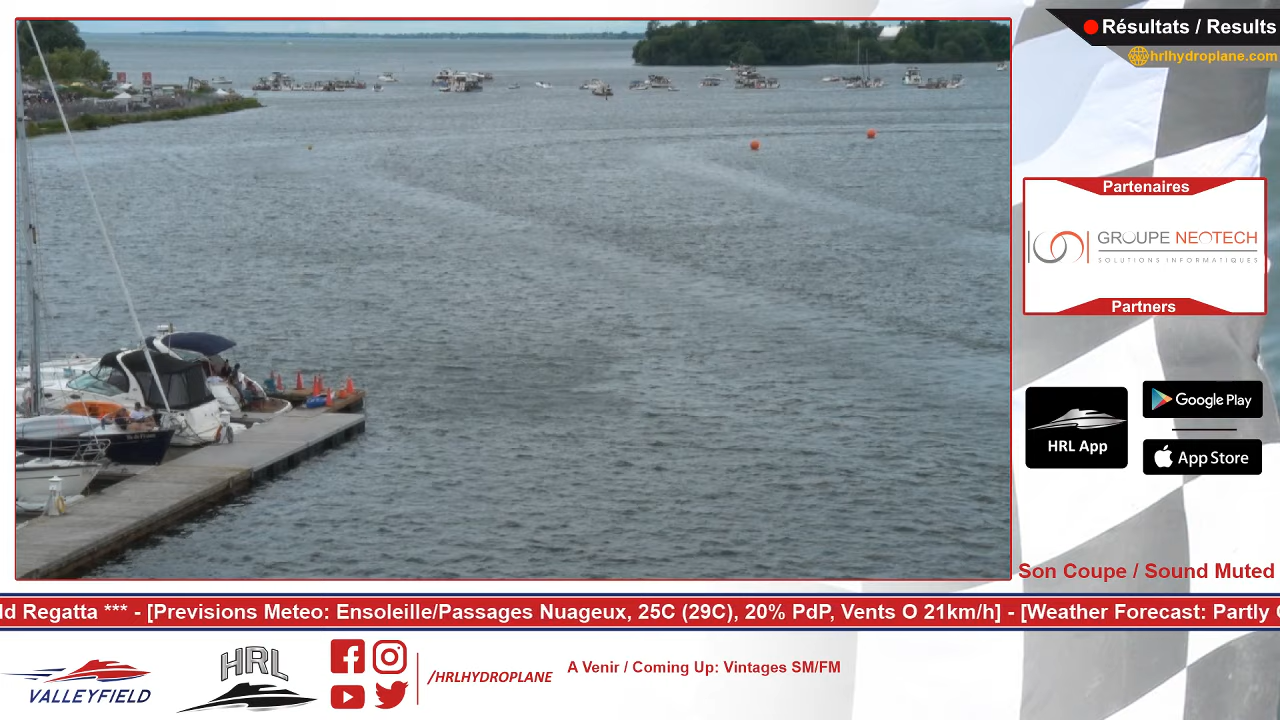 Résultats / Results
hrlhydroplane.com
Partenaires
GROUPE NEOTECH
SOLUTIONS INFORMATIQUES
Partners
HRL App
Google Play
App Store
Son Coupe / Sound Muted
ld Regatta *** - [Previsions Meteo: Ensoleille/Passages Nuageux, 25C (29C), 20% PdP, Vents O 21km/h] - [Weather Forecast: Partly
VALLEYFIELD
HRL
/HRLHYDROPLANE
A Venir / Coming Up: Vintages SM/FM